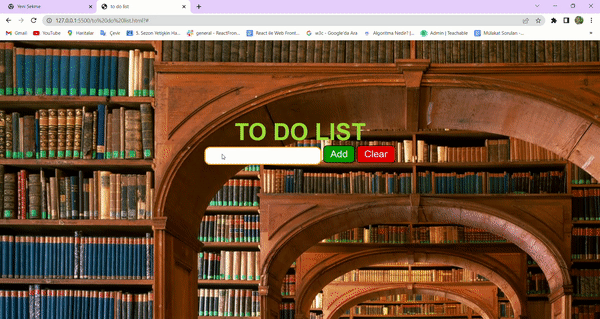 Yeni Sekme
to do list
127.0.0.1:5500/to%20do%20list.html?#
Gmail YouTube Haritalar Çeviri 5. Sezon Yetişkin Ha... general – ReactFron... React ile Web Front... w3c - Google'da Ara Algoritma Nedir? |... Admin | Teachable Mülakat Soruları -...
TO DO LIST
Add Clear